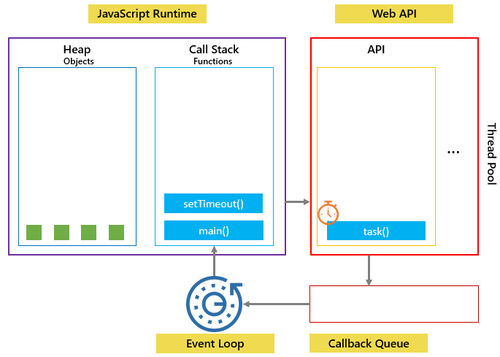 JavaScript Runtime
Web API
Heap
Objects
Call Stack
Functions
API
setTimeout()
main()
task()
...
Thread Pool
Event Loop
Callback Queue